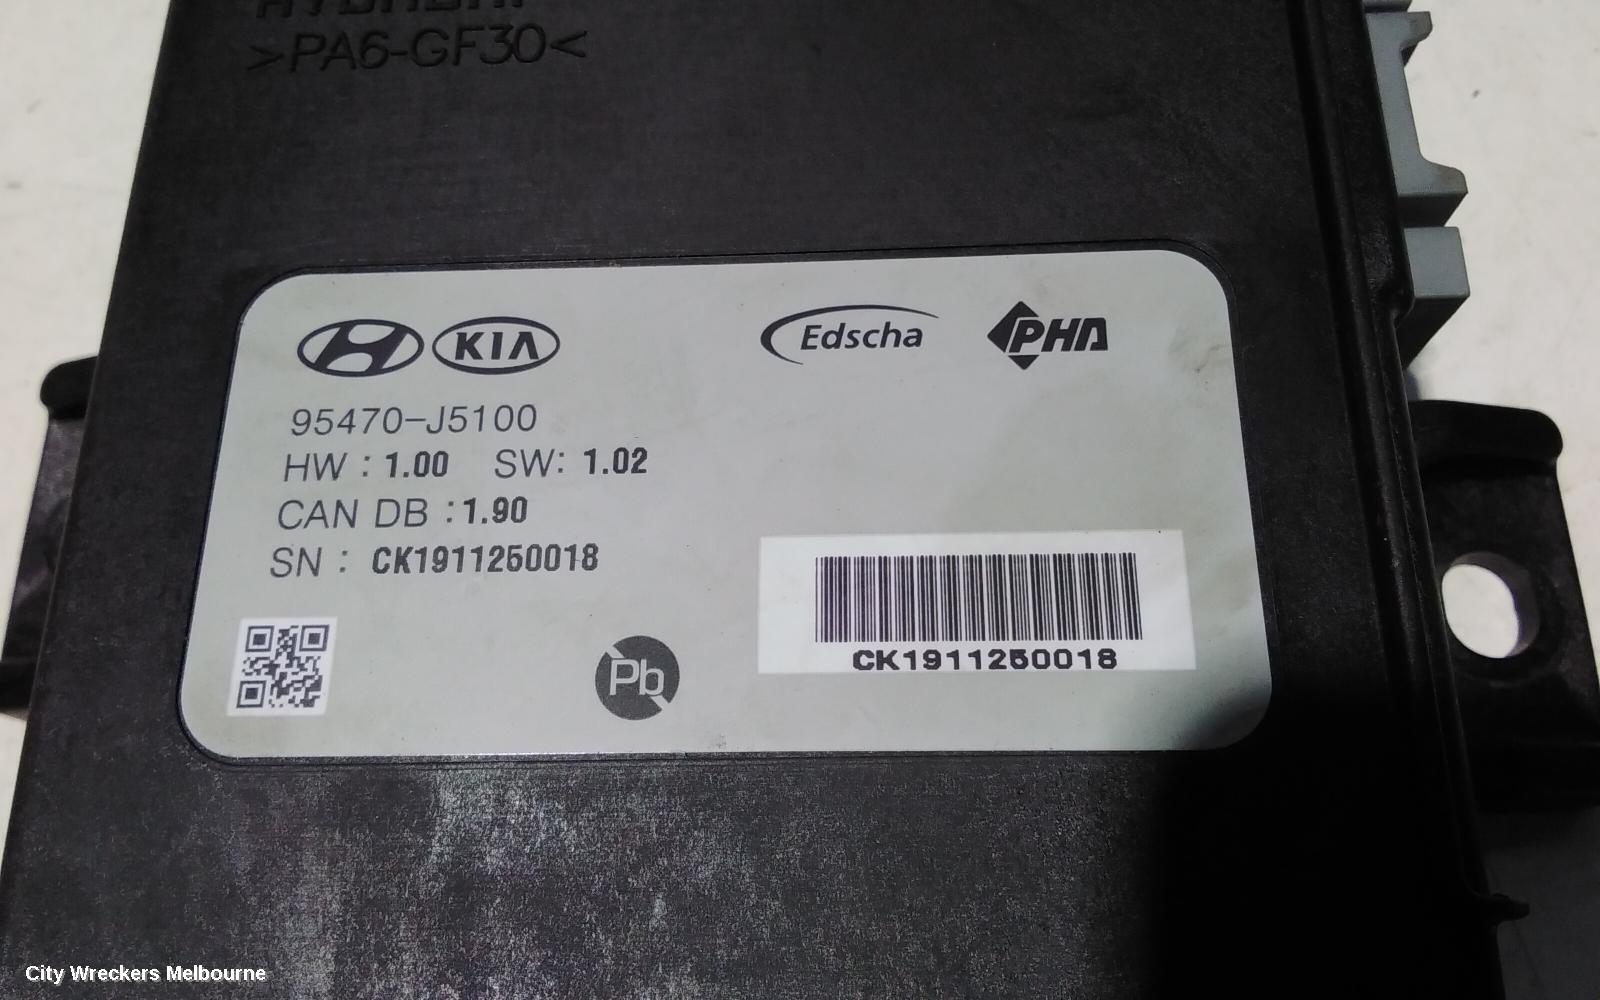 HYUNDAI
>PA6-GF30<
KIA
Edscha
PHA
95470-J5100
HW : 1.00 SW: 1.02
CAN DB :1.90
SN : CK1911250018
CK1911250018
Pb
City Wreckers Melbourne